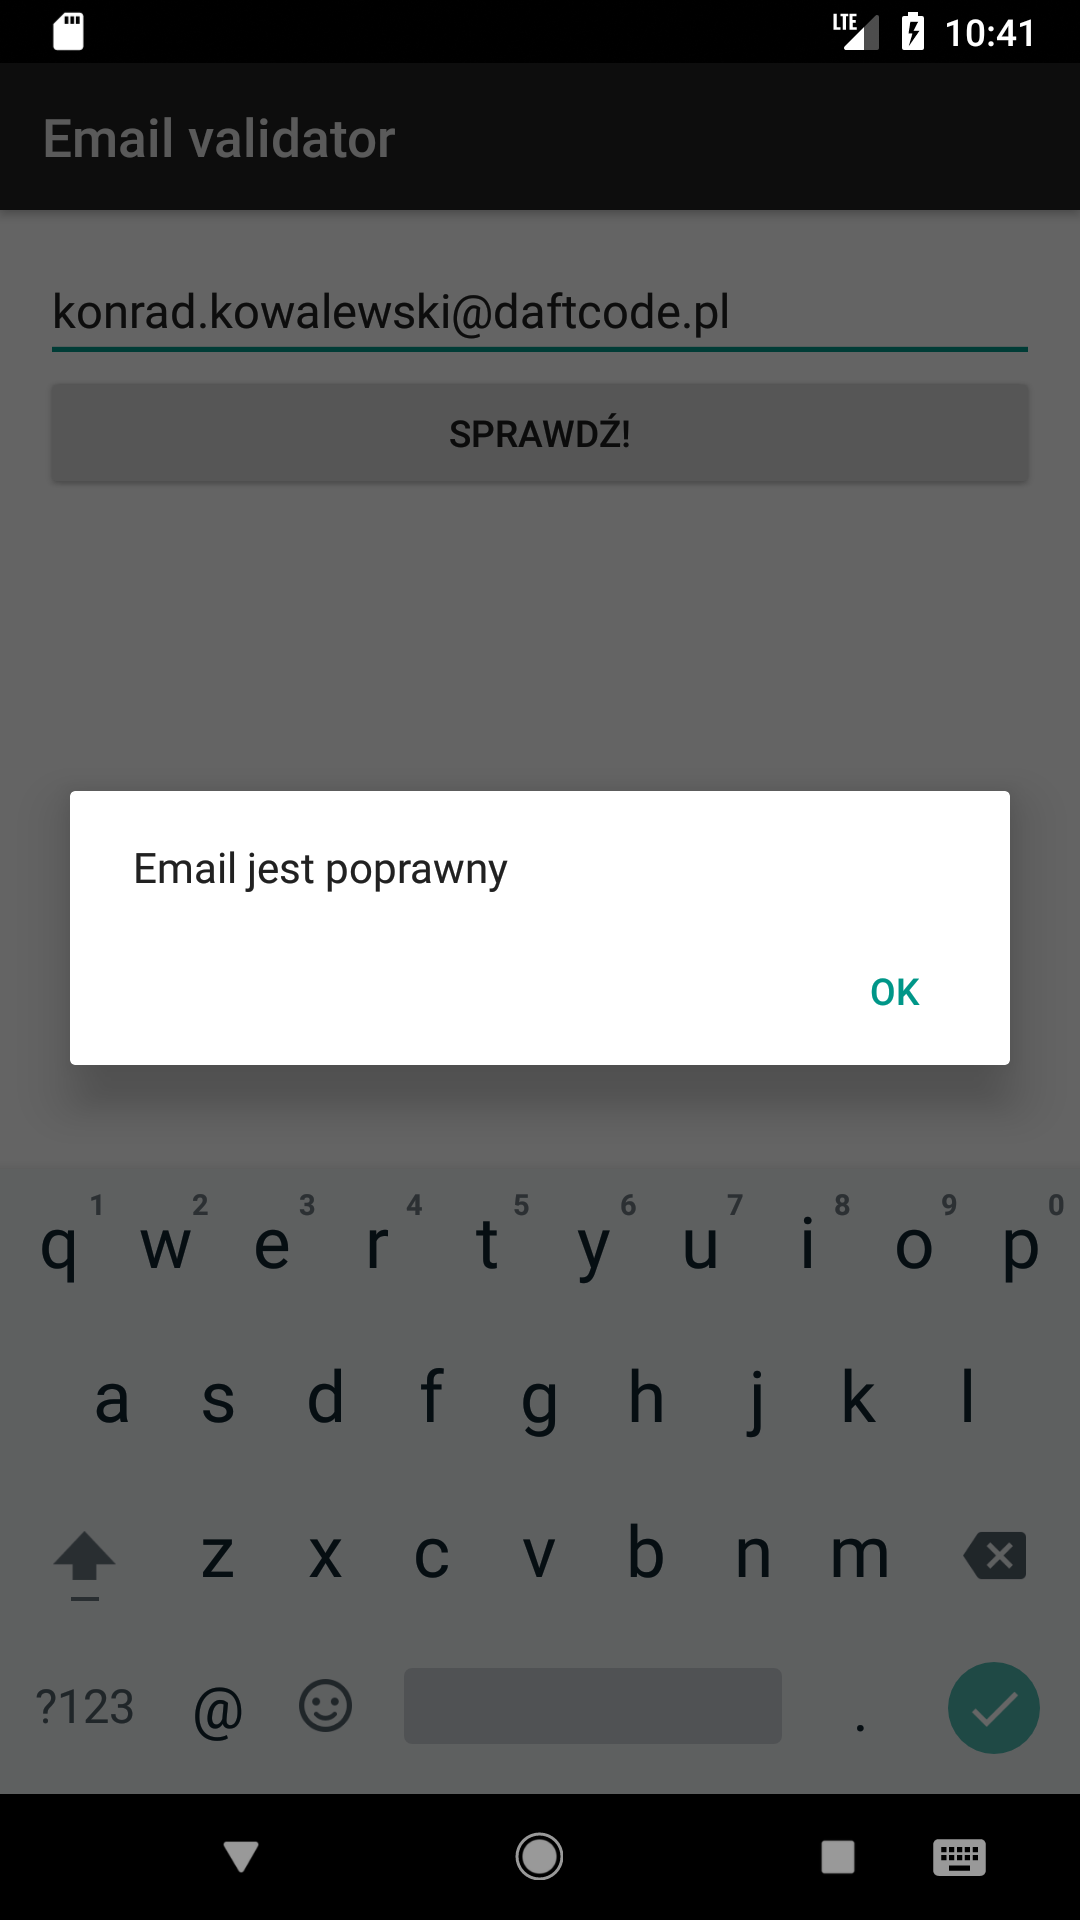 LTE 10:41
Email validator
konrad.kowalewski@daftcode.pl
SPRAWDŹ!
Email jest poprawny
OK
1 2 3 4 5 6 7 8 9 0
q w e r t y u i o p
a s d f g h j k l
z x c v b n m
?123 @ .